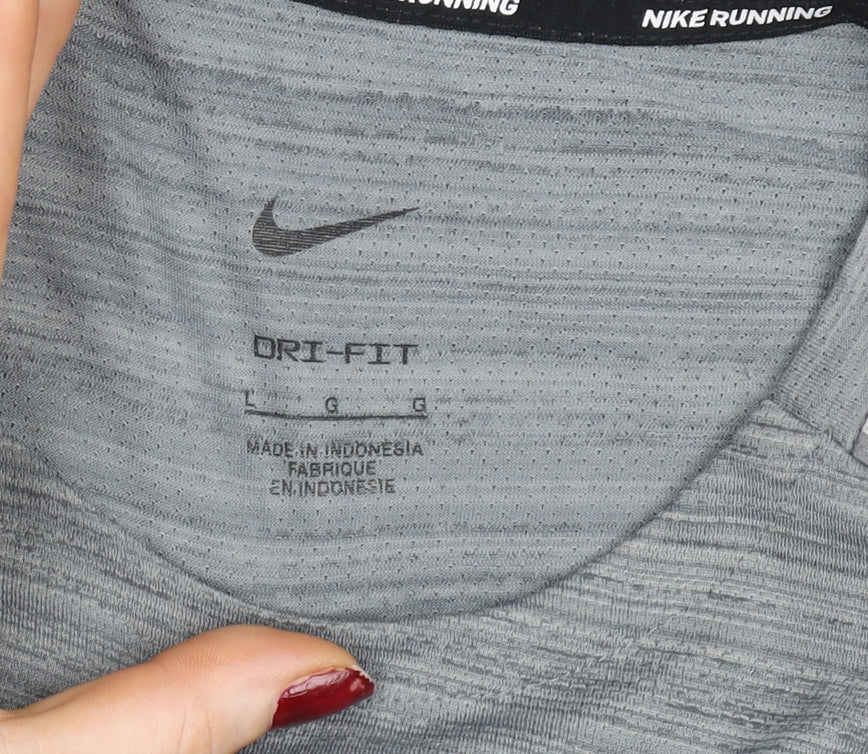 RUNNING NIKE RUNNING
DRI-FIT
L G G
MADE IN INDONESIA
FABRIQUE
EN INDONESIE